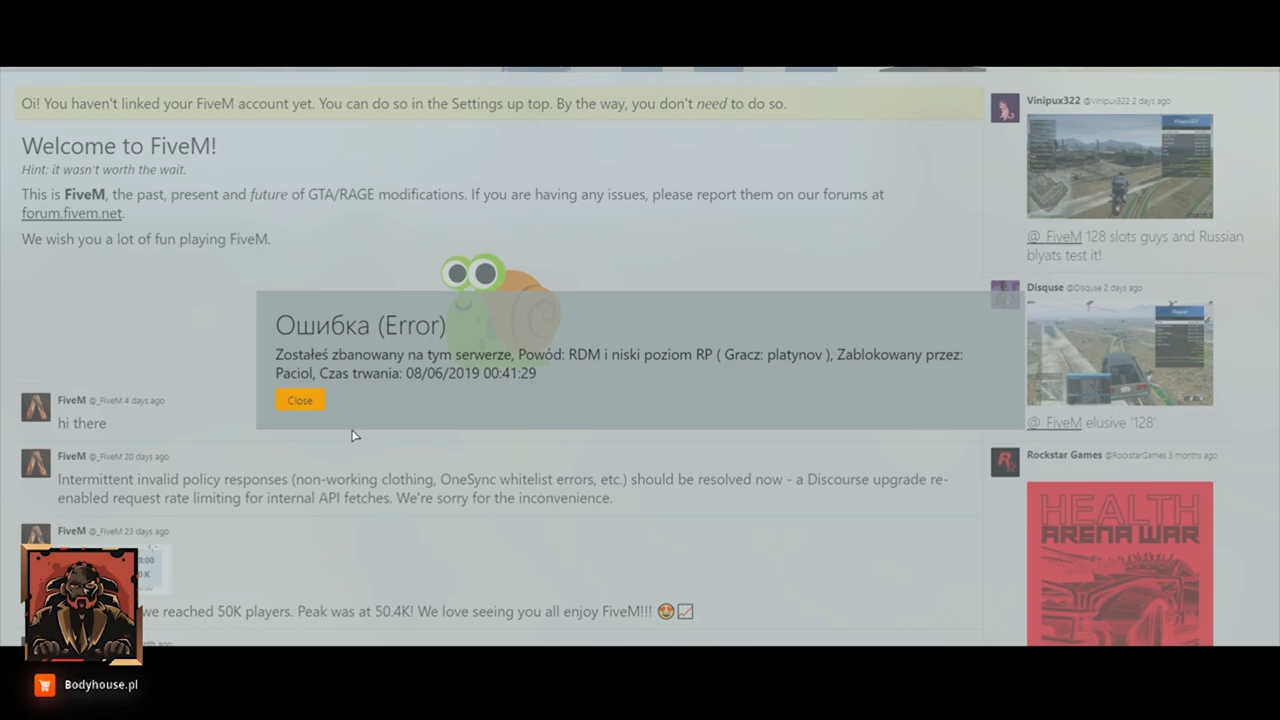 Oi! You haven't linked your FiveM account yet. You can do so in the Settings up top. By the way, you don't need to do so.
Welcome to FiveM!
Hint: it wasn't worth the wait.
This is FiveM, the past, present and future of GTA/RAGE modifications. If you are having any issues, please report them on our forums at
forum.fivem.net.
We wish you a lot of fun playing FiveM.
Ошибка (Error)
Zostałeś zbanowany na tym serwerze, Powód: RDM i niski poziom RP ( Gracz: platynov ), Zablokowany przez:
Paciol, Czas trwania: 08/06/2019 00:41:29
Close
FiveM @_FiveM 4 days ago
hi there
FiveM @_FiveM 20 days ago
Intermittent invalid policy responses (non-working clothing, OneSync whitelist errors, etc.) should be resolved now - a Discourse upgrade re-
enabled request rate limiting for internal API fetches. We're sorry for the inconvenience.
FiveM @_FiveM 23 days ago
we reached 50K players. Peak was at 50.4K! We love seeing you all enjoy FiveM!!! 😍📈
Vinipux322 @Vinipux322 2 days ago
@_FiveM 128 slots guys and Russian
blyats test it!
Disquse @Disquse 2 days ago
@_FiveM elusive '128'
Rockstar Games @RockstarGames 3 months ago
HEALTH
ARENA WAR
Bodyhouse.pl